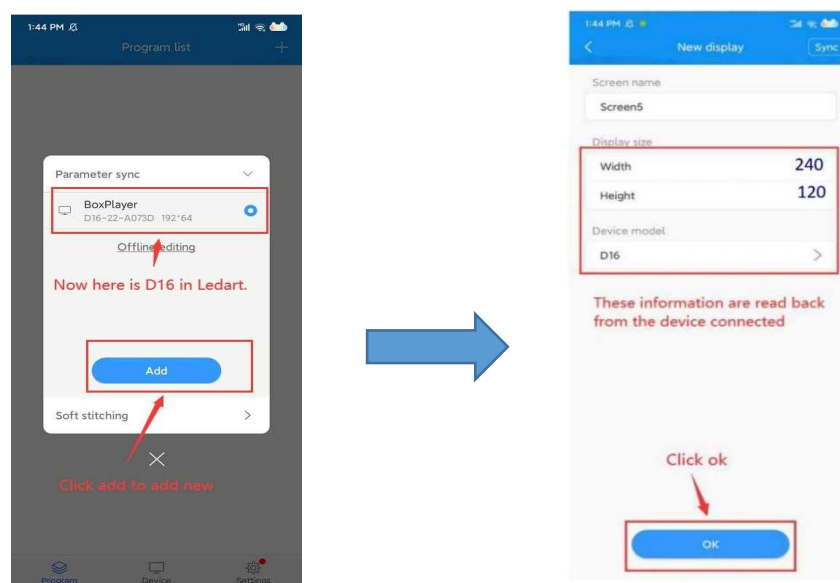 1:44 PM
Program list
Parameter sync
BoxPlayer
D16-22-A073D 192*64
Offline editing
Now here is D16 in Ledart.
Add
Click add to add new
Soft stitching
Program
Device
Settings
1:44 PM
New display
Sync
Screen name
Screen5
Display size
Width 240
Height 120
Device model
D16
These information are read back
from the device connected
Click ok
OK